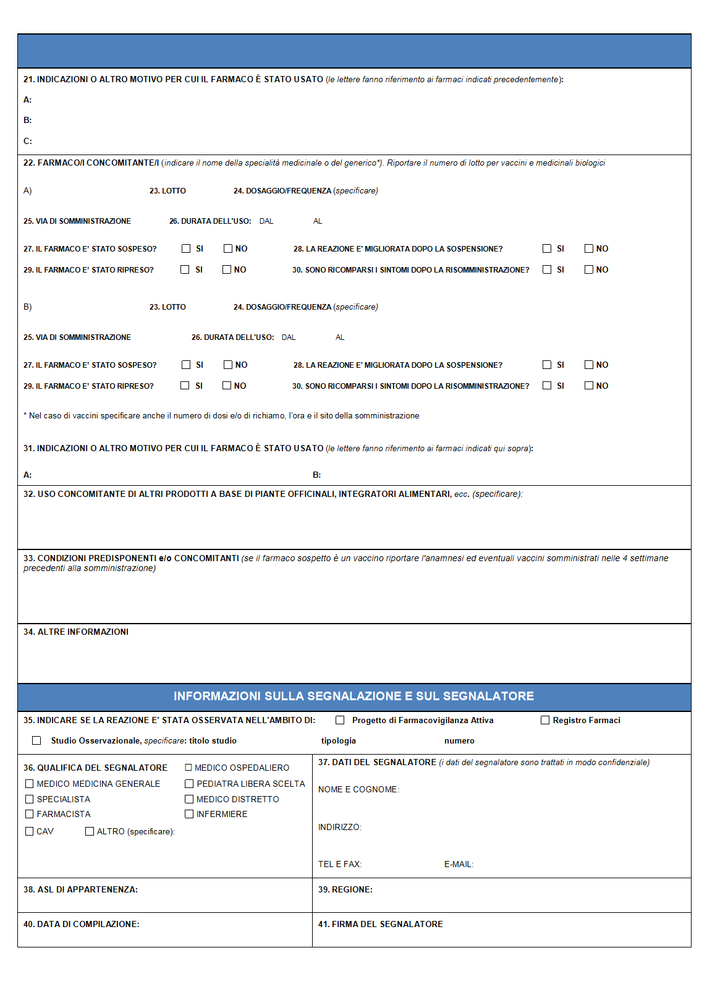 21. INDICAZIONI O ALTRO MOTIVO PER CUI IL FARMACO È STATO USATO (le lettere fanno riferimento ai farmaci indicati precedentemente):
A:
B:
C:
22. FARMACO/I CONCOMITANTE/I (indicare il nome della specialità medicinale o del generico*). Riportare il numero di lotto per vaccini e medicinali biologici
A) 23. LOTTO 24. DOSAGGIO/FREQUENZA (specificare)
25. VIA DI SOMMINISTRAZIONE 26. DURATA DELL'USO: DAL AL
27. IL FARMACO E’ STATO SOSPESO? ☐ SI ☐ NO 28. LA REAZIONE E' MIGLIORATA DOPO LA SOSPENSIONE? ☐ SI ☐ NO
29. IL FARMACO E’ STATO RIPRESO? ☐ SI ☐ NO 30. SONO RICOMPARSI I SINTOMI DOPO LA RISOMMINISTRAZIONE? ☐ SI ☐ NO
B) 23. LOTTO 24. DOSAGGIO/FREQUENZA (specificare)
25. VIA DI SOMMINISTRAZIONE 26. DURATA DELL'USO: DAL AL
27. IL FARMACO E’ STATO SOSPESO? ☐ SI ☐ NO 28. LA REAZIONE E' MIGLIORATA DOPO LA SOSPENSIONE? ☐ SI ☐ NO
29. IL FARMACO E’ STATO RIPRESO? ☐ SI ☐ NO 30. SONO RICOMPARSI I SINTOMI DOPO LA RISOMMINISTRAZIONE? ☐ SI ☐ NO
* Nel caso di vaccini specificare anche il numero di dosi e/o di richiamo, l’ora e il sito della somministrazione
31. INDICAZIONI O ALTRO MOTIVO PER CUI IL FARMACO È STATO USATO (le lettere fanno riferimento ai farmaci indicati qui sopra):
A: B:
32. USO CONCOMITANTE DI ALTRI PRODOTTI A BASE DI PIANTE OFFICINALI, INTEGRATORI ALIMENTARI, ecc. (specificare):
33. CONDIZIONI PREDISPONENTI e/o CONCOMITANTI (se il farmaco sospetto è un vaccino riportare l'anamnesi ed eventuali vaccini somministrati nelle 4 settimane
precedenti alla somministrazione)
34. ALTRE INFORMAZIONI
INFORMAZIONI SULLA SEGNALAZIONE E SUL SEGNALATORE
35. INDICARE SE LA REAZIONE E' STATA OSSERVATA NELL'AMBITO DI: ☐ Progetto di Farmacovigilanza Attiva ☐ Registro Farmaci
☐ Studio Osservazionale, specificare: titolo studio tipologia numero
36. QUALIFICA DEL SEGNALATORE ☐ MEDICO OSPEDALIERO
☐ MEDICO MEDICINA GENERALE ☐ PEDIATRA LIBERA SCELTA
☐ SPECIALISTA ☐ MEDICO DISTRETTO
☐ FARMACISTA ☐ INFERMIERE
☐ CAV ☐ ALTRO (specificare):
37. DATI DEL SEGNALATORE (i dati del segnalatore sono trattati in modo confidenziale)
NOME E COGNOME:
INDIRIZZO:
TEL E FAX: E-MAIL:
38. ASL DI APPARTENENZA: 39. REGIONE:
40. DATA DI COMPILAZIONE: 41. FIRMA DEL SEGNALATORE